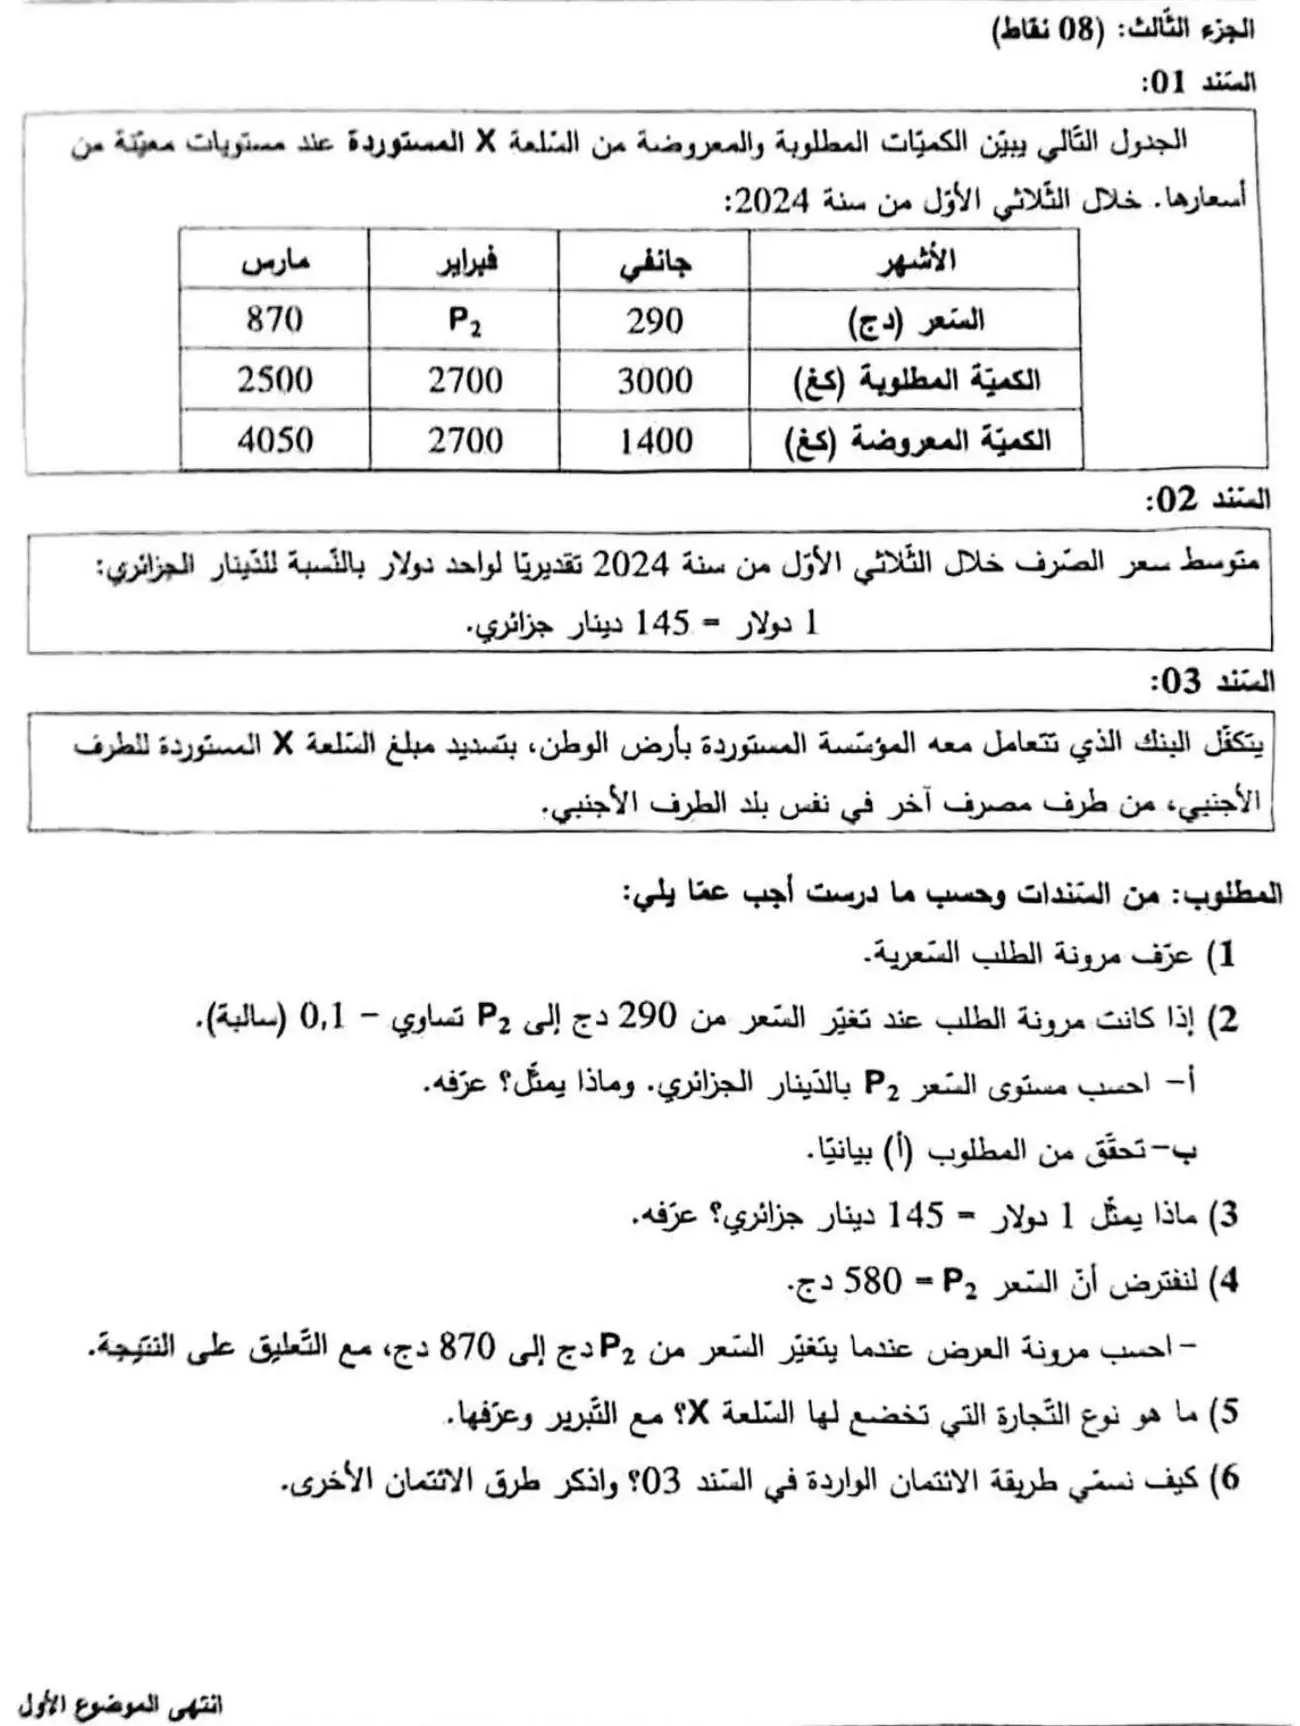 الجزء الثّالث: (08 نقاط)
السّند 01:
الجدول التّالي يبيّن الكميّات المطلوبة والمعروضة من السّلعة X المستوردة عند مستويات معيّنة من
أسعارها. خلال الثّلاثي الأوّل من سنة 2024:
الأشهر جانفي فبراير مارس
السّعر (دج) 290 P₂ 870
الكميّة المطلوبة (كغ) 3000 2700 2500
الكميّة المعروضة (كغ) 1400 2700 4050
السّند 02:
متوسط سعر الصّرف خلال الثّلاثي الأوّل من سنة 2024 تقديريّا لواحد دولار بالنّسبة للدّينار الجزائري:
1 دولار = 145 دينار جزائري.
السّند 03:
يتكفّل البنك الذي تتعامل معه المؤسّسة المستوردة بأرض الوطن، بتسديد مبلغ السّلعة X المستوردة للطرف
الأجنبي، من طرف مصرف آخر في نفس بلد الطرف الأجنبي.
المطلوب: من السّندات وحسب ما درست أجب عمّا يلي:
1) عرّف مرونة الطلب السّعرية.
2) إذا كانت مرونة الطلب عند تغيّر السّعر من 290 دج إلى P₂ تساوي – 0,1 (سالبة).
أ- احسب مستوى السّعر P₂ بالدّينار الجزائري. وماذا يمثّل؟ عرّفه.
ب- تحقَّق من المطلوب (أ) بيانيّا.
3) ماذا يمثّل 1 دولار = 145 دينار جزائري؟ عرّفه.
4) لنفترض أنّ السّعر P₂ = 580 دج.
- احسب مرونة العرض عندما يتغيّر السّعر من P₂ دج إلى 870 دج، مع التّعليق على النتيجة.
5) ما هو نوع التّجارة التي تخضع لها السّلعة X؟ مع التّبرير وعرّفها.
6) كيف نسمّي طريقة الائتمان الواردة في السّند 03؟ واذكر طرق الائتمان الأخرى.
انتهى الموضوع الأول